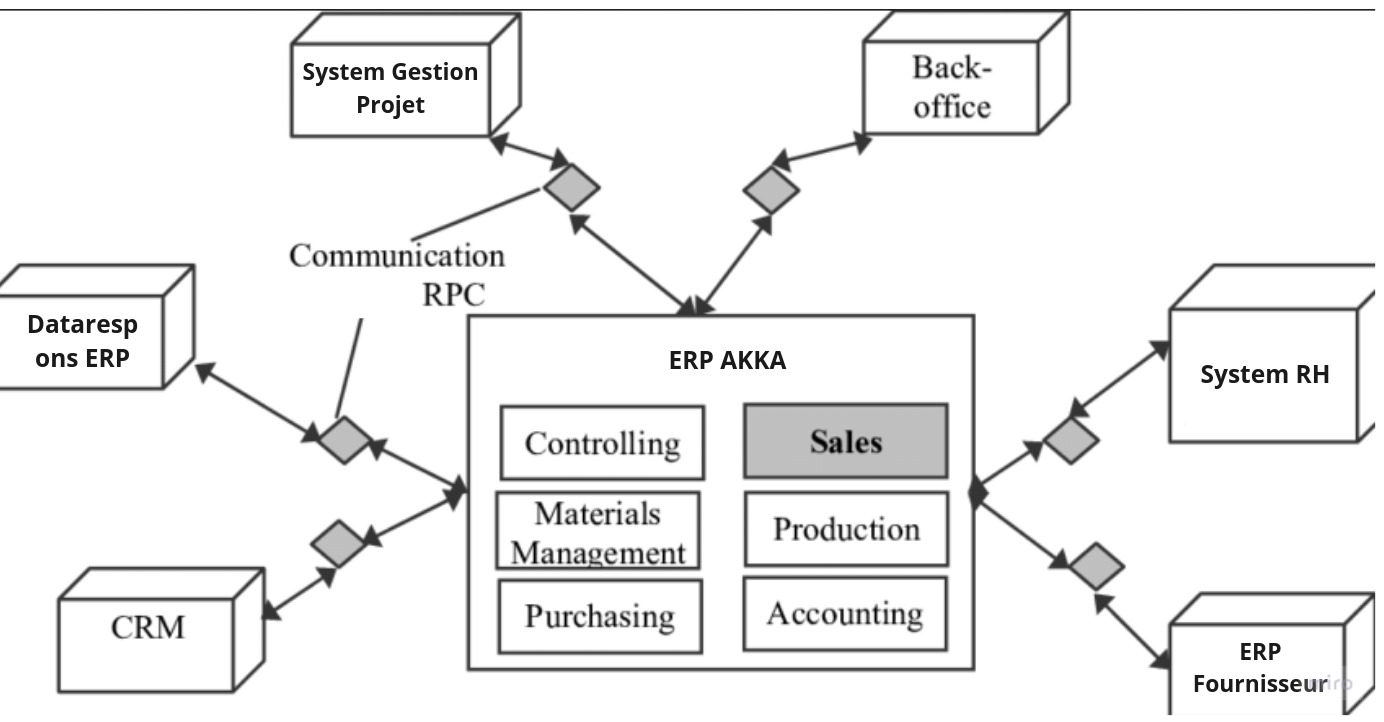 System Gestion
Projet
Back-
office
Communication
RPC
Dataresp
ons ERP
ERP AKKA
System RH
Controlling
Sales
Materials
Management
Production
Purchasing
Accounting
CRM
ERP
Fournisseur
miro